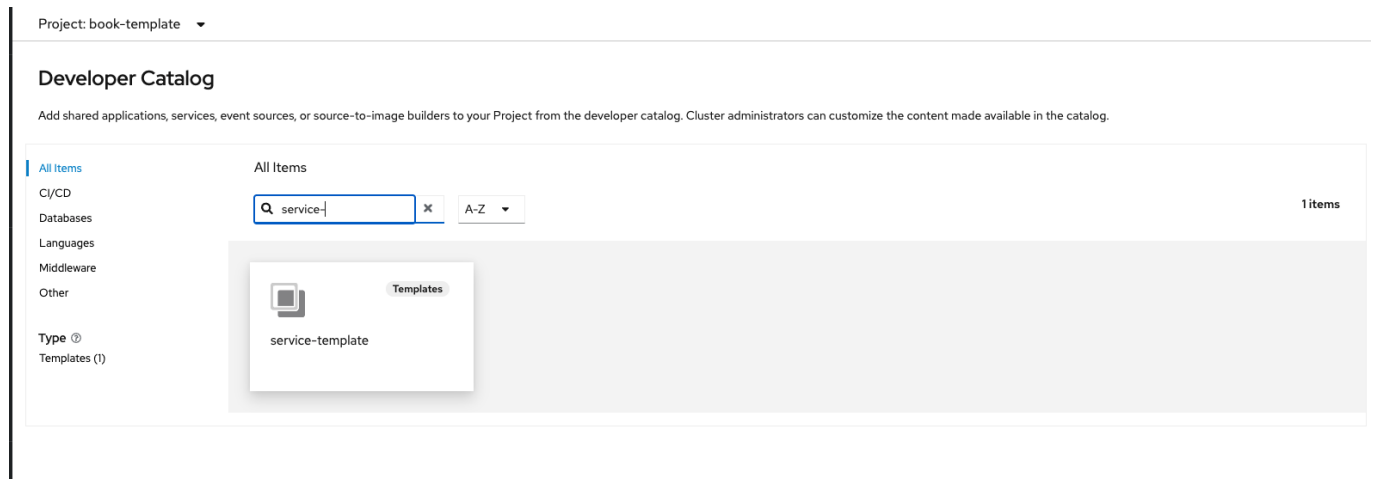 Project: book-template
Developer Catalog
Add shared applications, services, event sources, or source-to-image builders to your Project from the developer catalog. Cluster administrators can customize the content made available in the catalog.
All Items
CI/CD
Databases
Languages
Middleware
Other
Type
Templates (1)
All Items
service-
A-Z
1 items
Templates
service-template